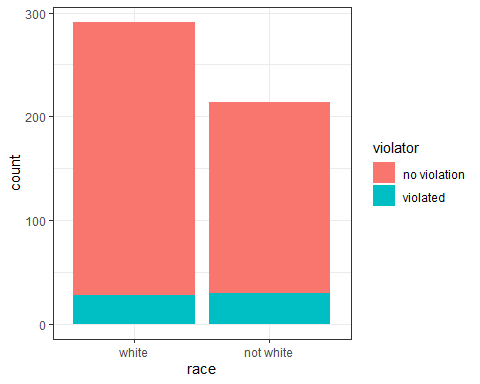 300
200
100
0
count
white
not white
race
violator
no violation
violated